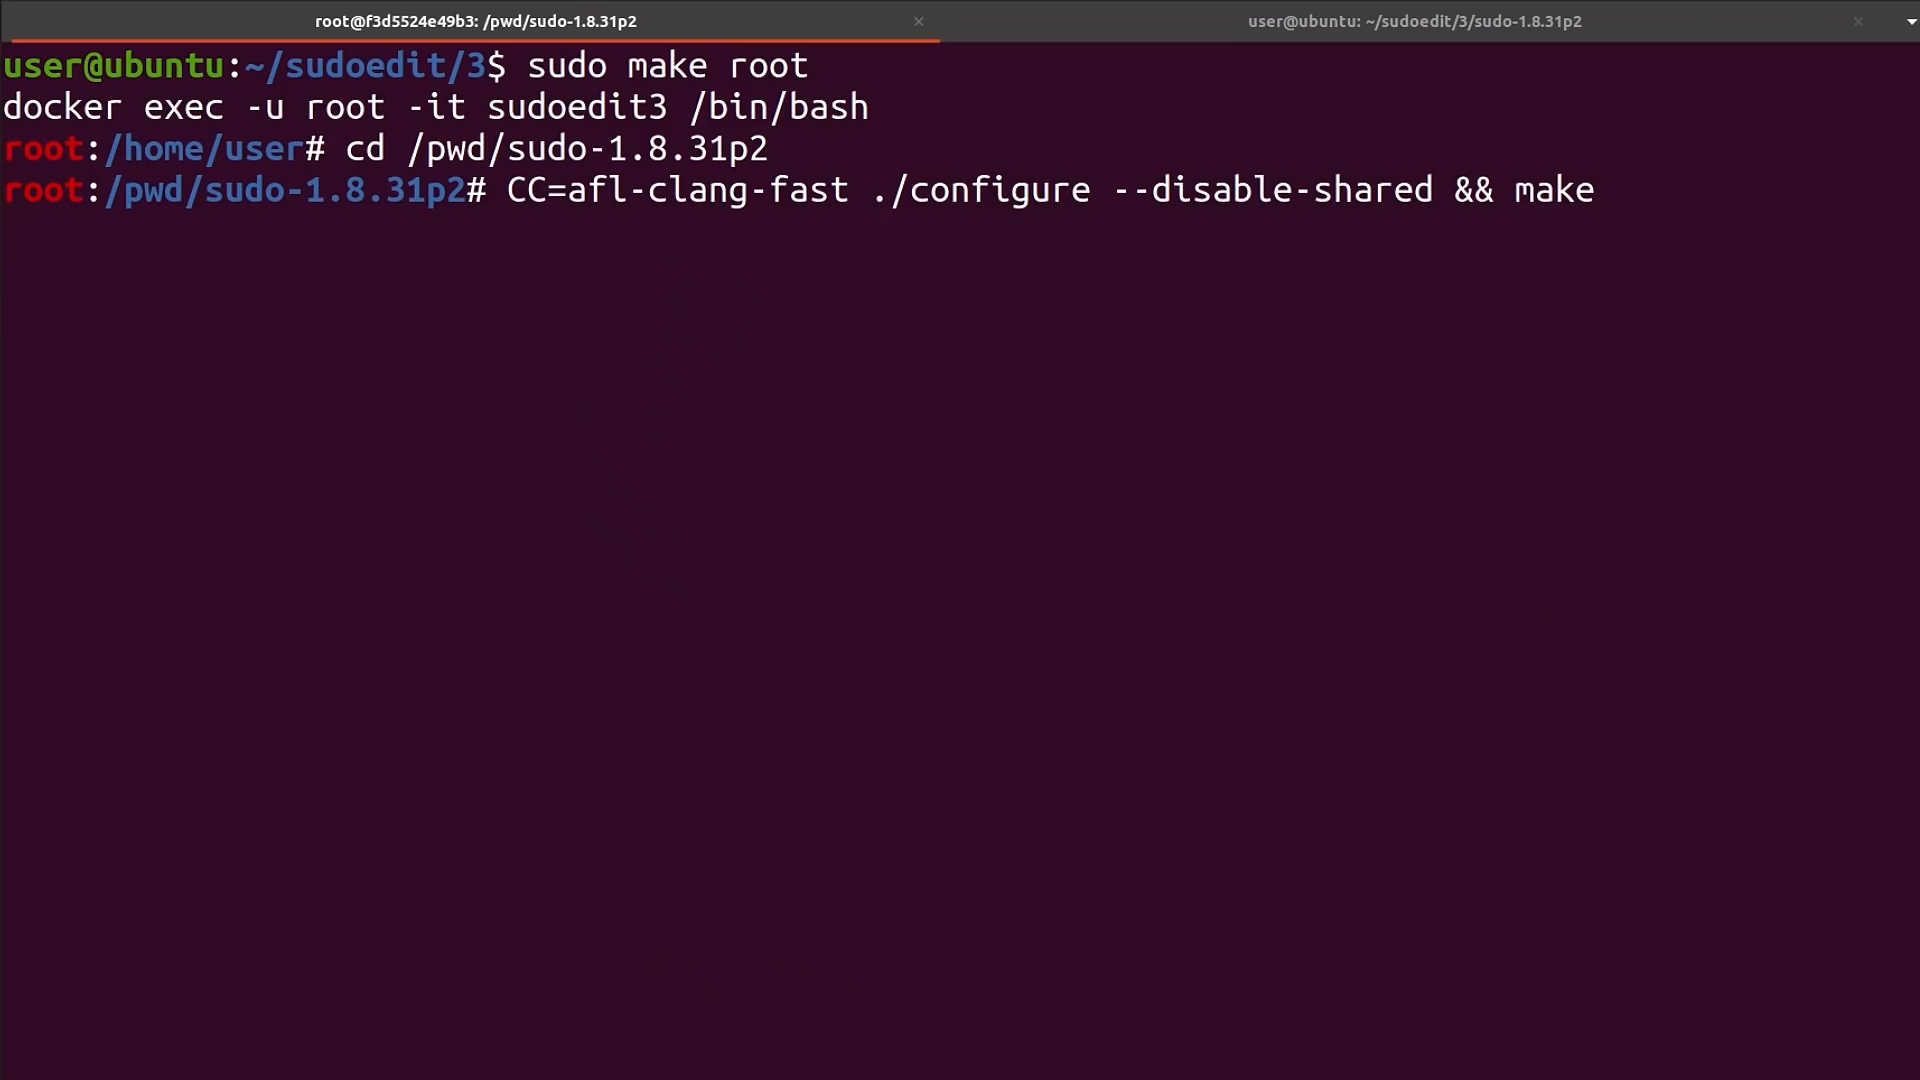 root@f3d5524e49b3: /pwd/sudo-1.8.31p2 × user@ubuntu: ~/sudoedit/3/sudo-1.8.31p2 ×
user@ubuntu:~/sudoedit/3$ sudo make root
docker exec -u root -it sudoedit3 /bin/bash
root:/home/user# cd /pwd/sudo-1.8.31p2
root:/pwd/sudo-1.8.31p2# CC=afl-clang-fast ./configure --disable-shared && make